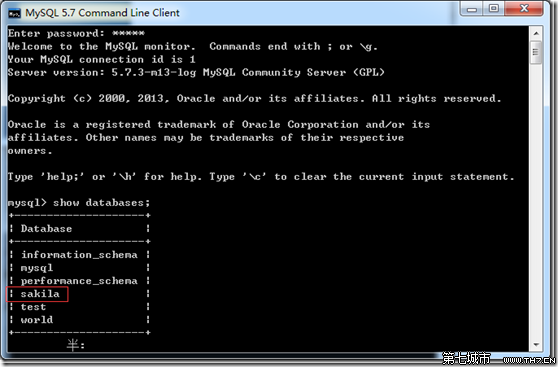 MySQL 5.7 Command Line Client
Enter password: *****
Welcome to the MySQL monitor.  Commands end with ; or \g.
Your MySQL connection id is 1
Server version: 5.7.3-m13-log MySQL Community Server (GPL)
Copyright (c) 2000, 2013, Oracle and/or its affiliates. All rights reserved.
Oracle is a registered trademark of Oracle Corporation and/or its
affiliates. Other names may be trademarks of their respective
owners.
Type 'help;' or '\h' for help. Type '\c' to clear the current input statement.
mysql> show databases;
+--------------------+
| Database           |
+--------------------+
| information_schema |
| mysql              |
| performance_schema |
| sakila             |
| test               |
| world              |
+--------------------+
半:
第七城市 www.TH7.CN